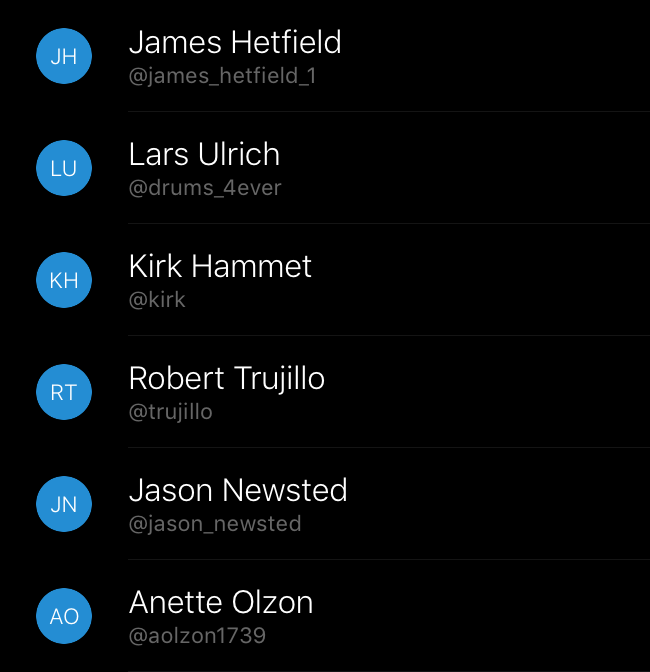 JH
James Hetfield
@james_hetfield_1
LU
Lars Ulrich
@drums_4ever
KH
Kirk Hammet
@kirk
RT
Robert Trujillo
@trujillo
JN
Jason Newsted
@jason_newsted
AO
Anette Olzon
@aolzon1739